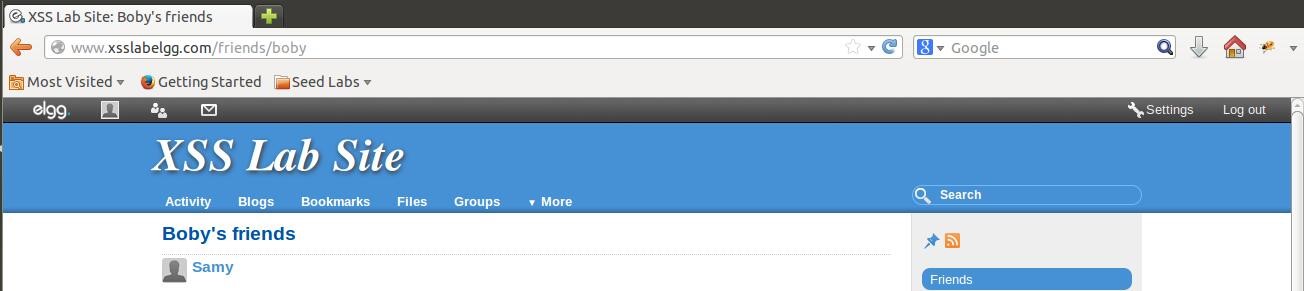 XSS Lab Site: Boby's friends
www.xsslabelgg.com/friends/boby
Google
Most Visited Getting Started Seed Labs
elgg. Settings Log out
XSS Lab Site
Activity Blogs Bookmarks Files Groups ▼ More Search
Boby's friends
Samy
Friends